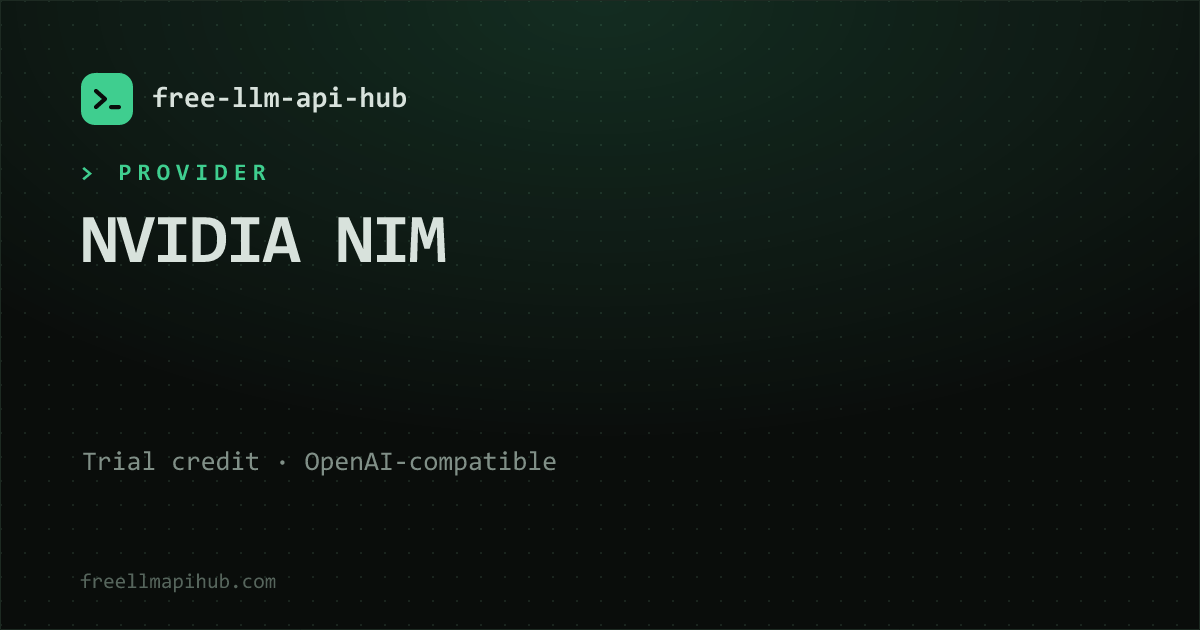 free-llm-api-hub
> PROVIDER
NVIDIA NIM
Trial credit · OpenAI-compatible
freellmapihub.com